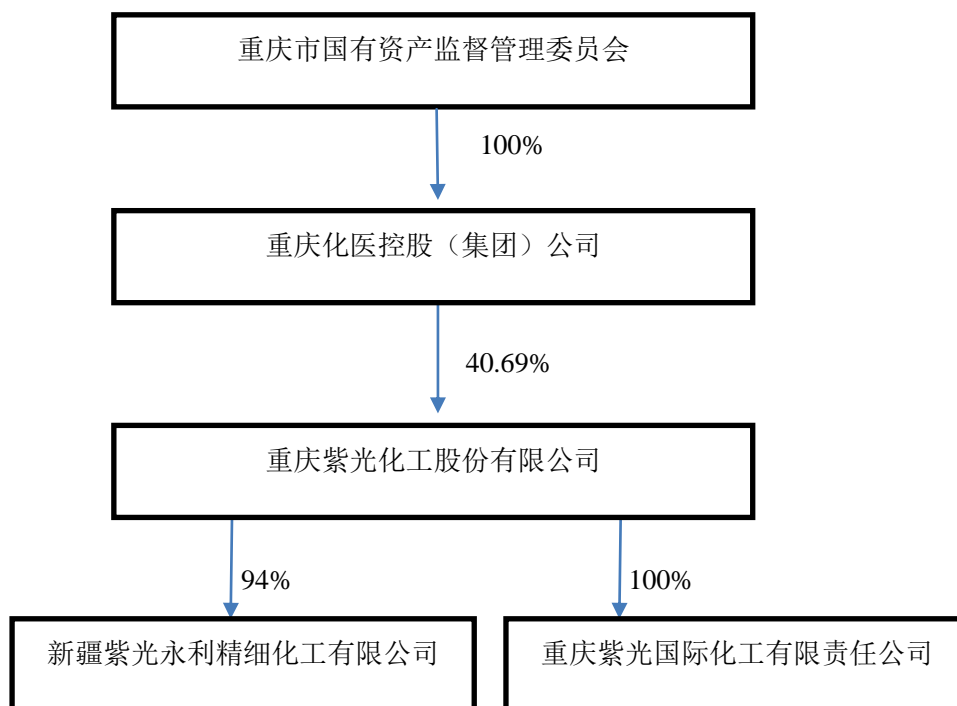 重庆市国有资产监督管理委员会
100%
重庆化医控股（集团）公司
40.69%
重庆紫光化工股份有限公司
94%
100%
新疆紫光永利精细化工有限公司
重庆紫光国际化工有限责任公司